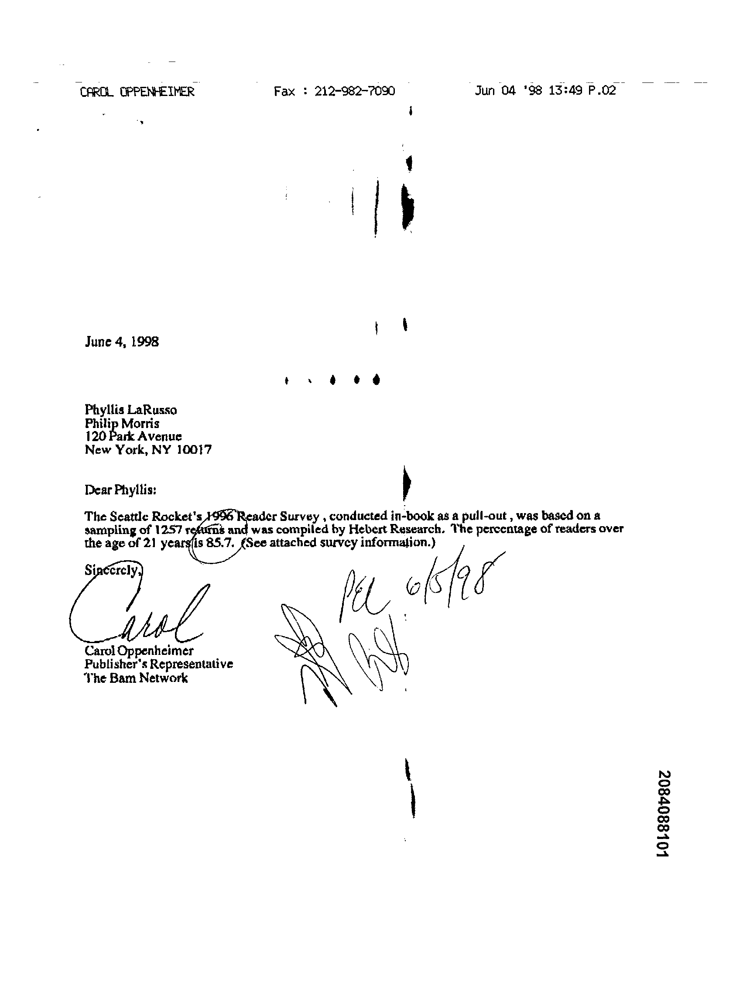 CAROL OPPENHEIMER Fax : 212-982-7090 Jun 04 '98 13:49 P.02
June 4, 1998
Phyllis LaRusso
Philip Morris
120 Park Avenue
New York, NY 10017
Dear Phyllis:
The Seattle Rocket's 1996 Reader Survey , conducted in-book as a pull-out , was based on a
sampling of 1257 returns and was compiled by Hebert Research. The percentage of readers over
the age of 21 years is 85.7. (See attached survey information.)
Sincerely,
Carol
6/5/98
Carol Oppenheimer
Publisher's Representative
The Bam Network
2084088101